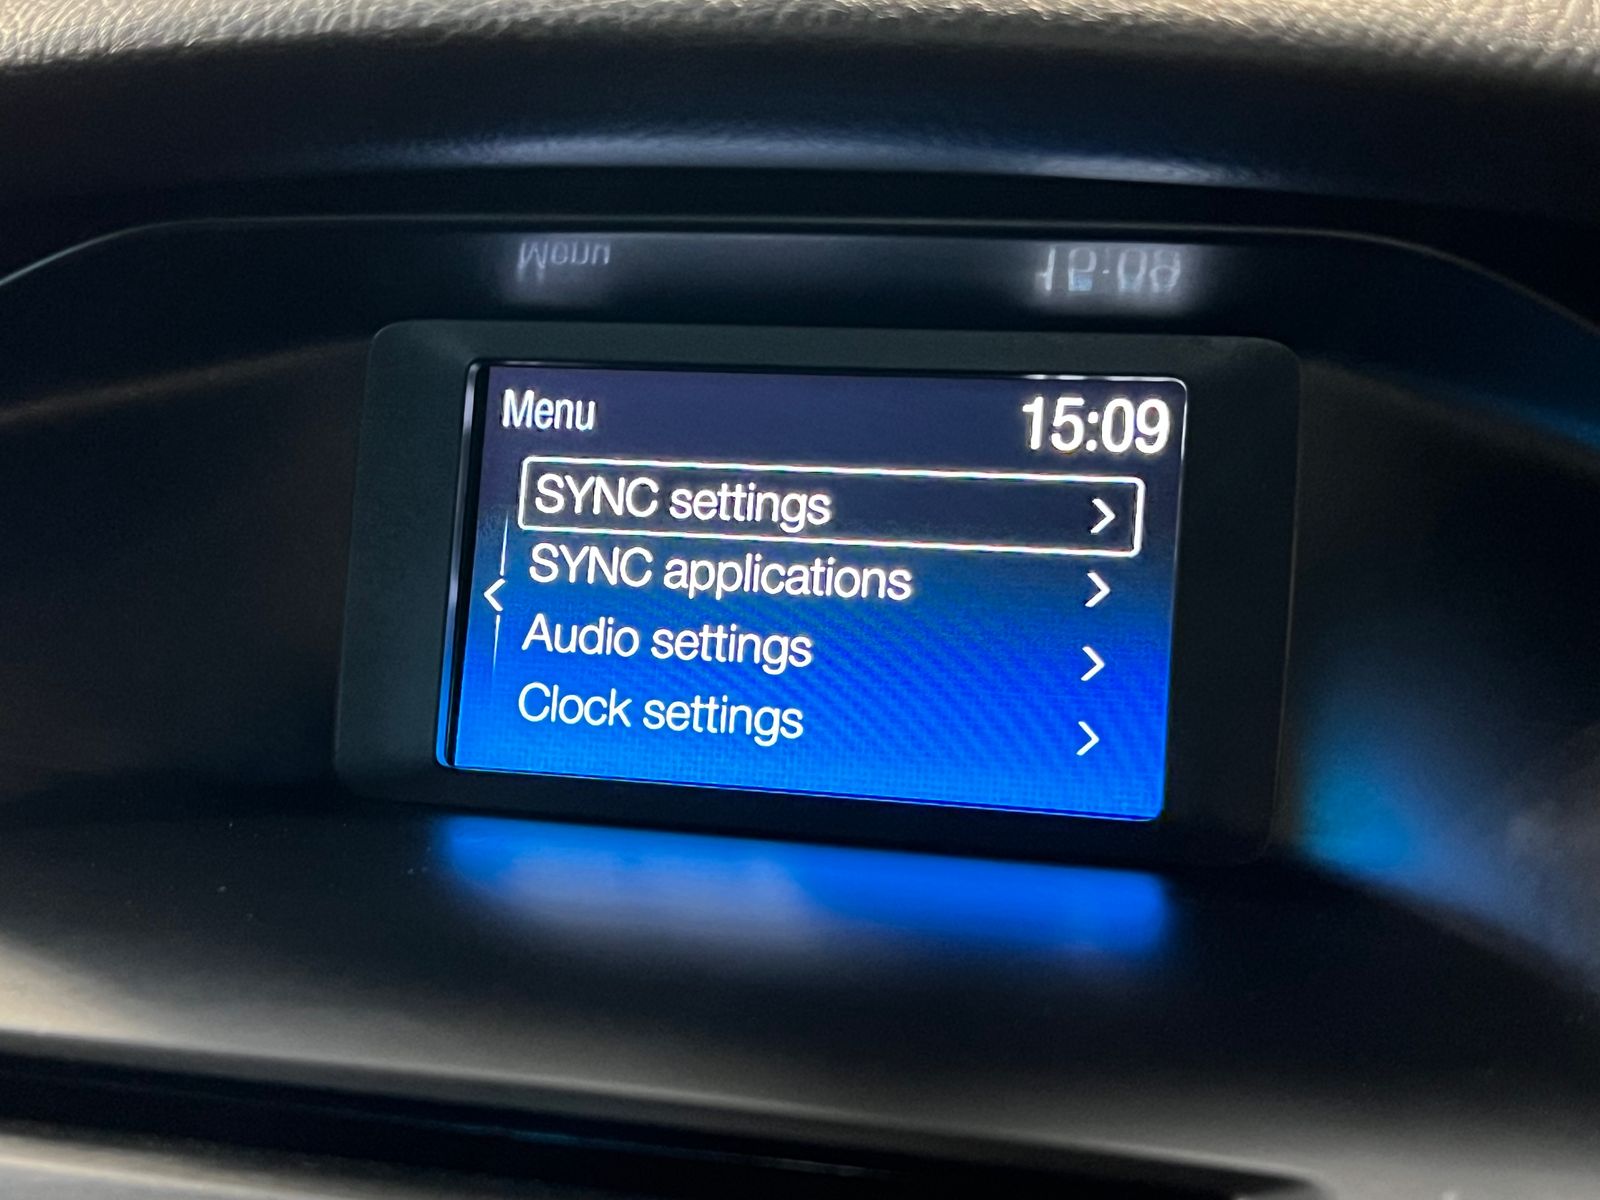 Menu
15:09
SYNC settings
SYNC applications
Audio settings
Clock settings